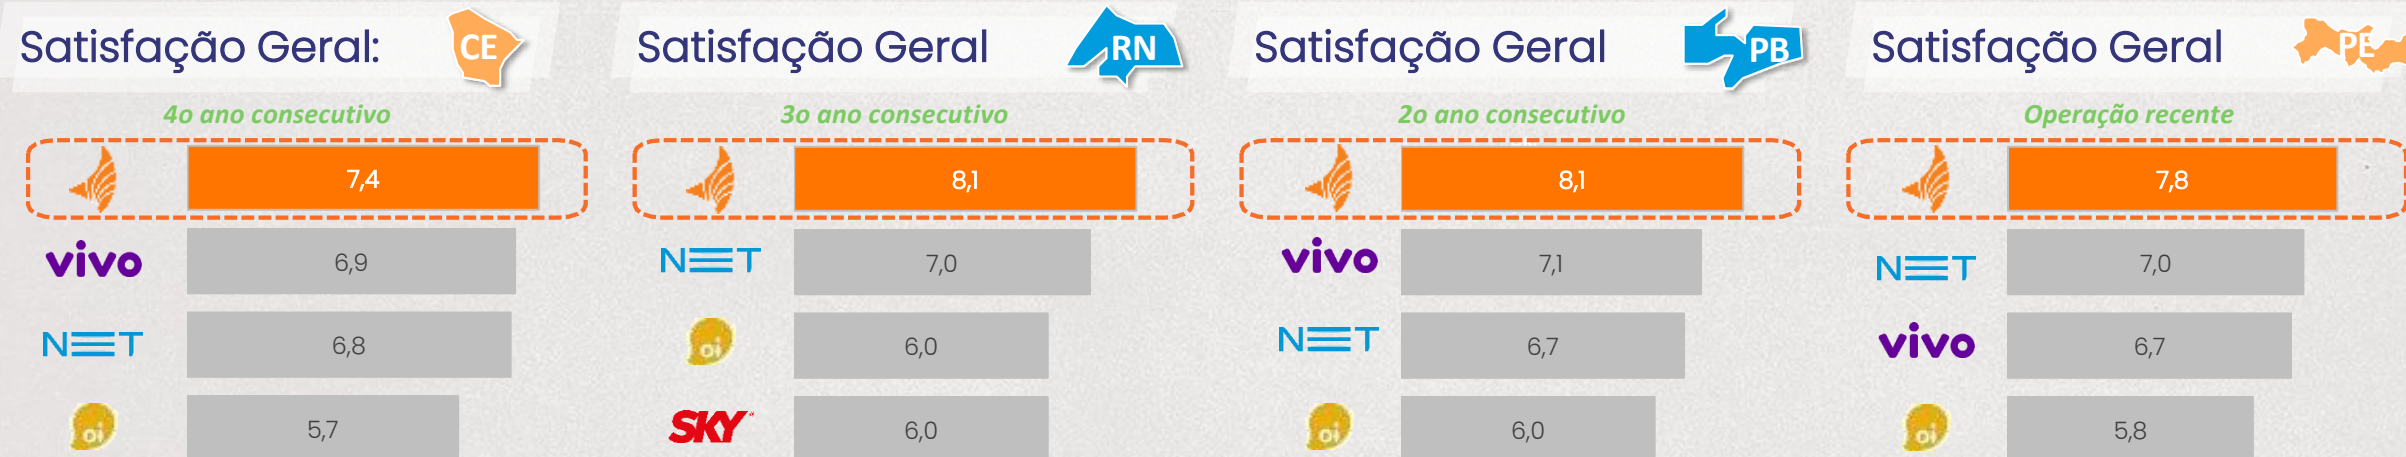 Satisfação Geral:
CE
4o ano consecutivo
7,4
vivo
6,9
NET
6,8
oi
5,7
Satisfação Geral
RN
3o ano consecutivo
8,1
NET
7,0
oi
6,0
SKY
6,0
Satisfação Geral
PB
2o ano consecutivo
8,1
vivo
7,1
NET
6,7
oi
6,0
Satisfação Geral
PE
Operação recente
7,8
NET
7,0
vivo
6,7
oi
5,8